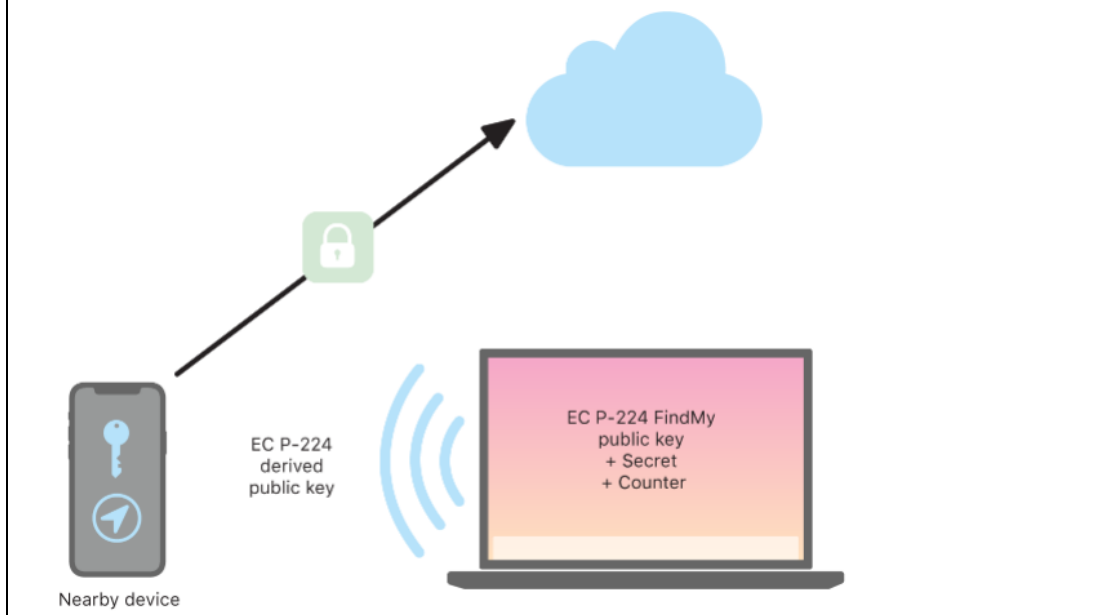 EC P-224
derived
public key
EC P-224 FindMy
public key
+ Secret
+ Counter
Nearby device